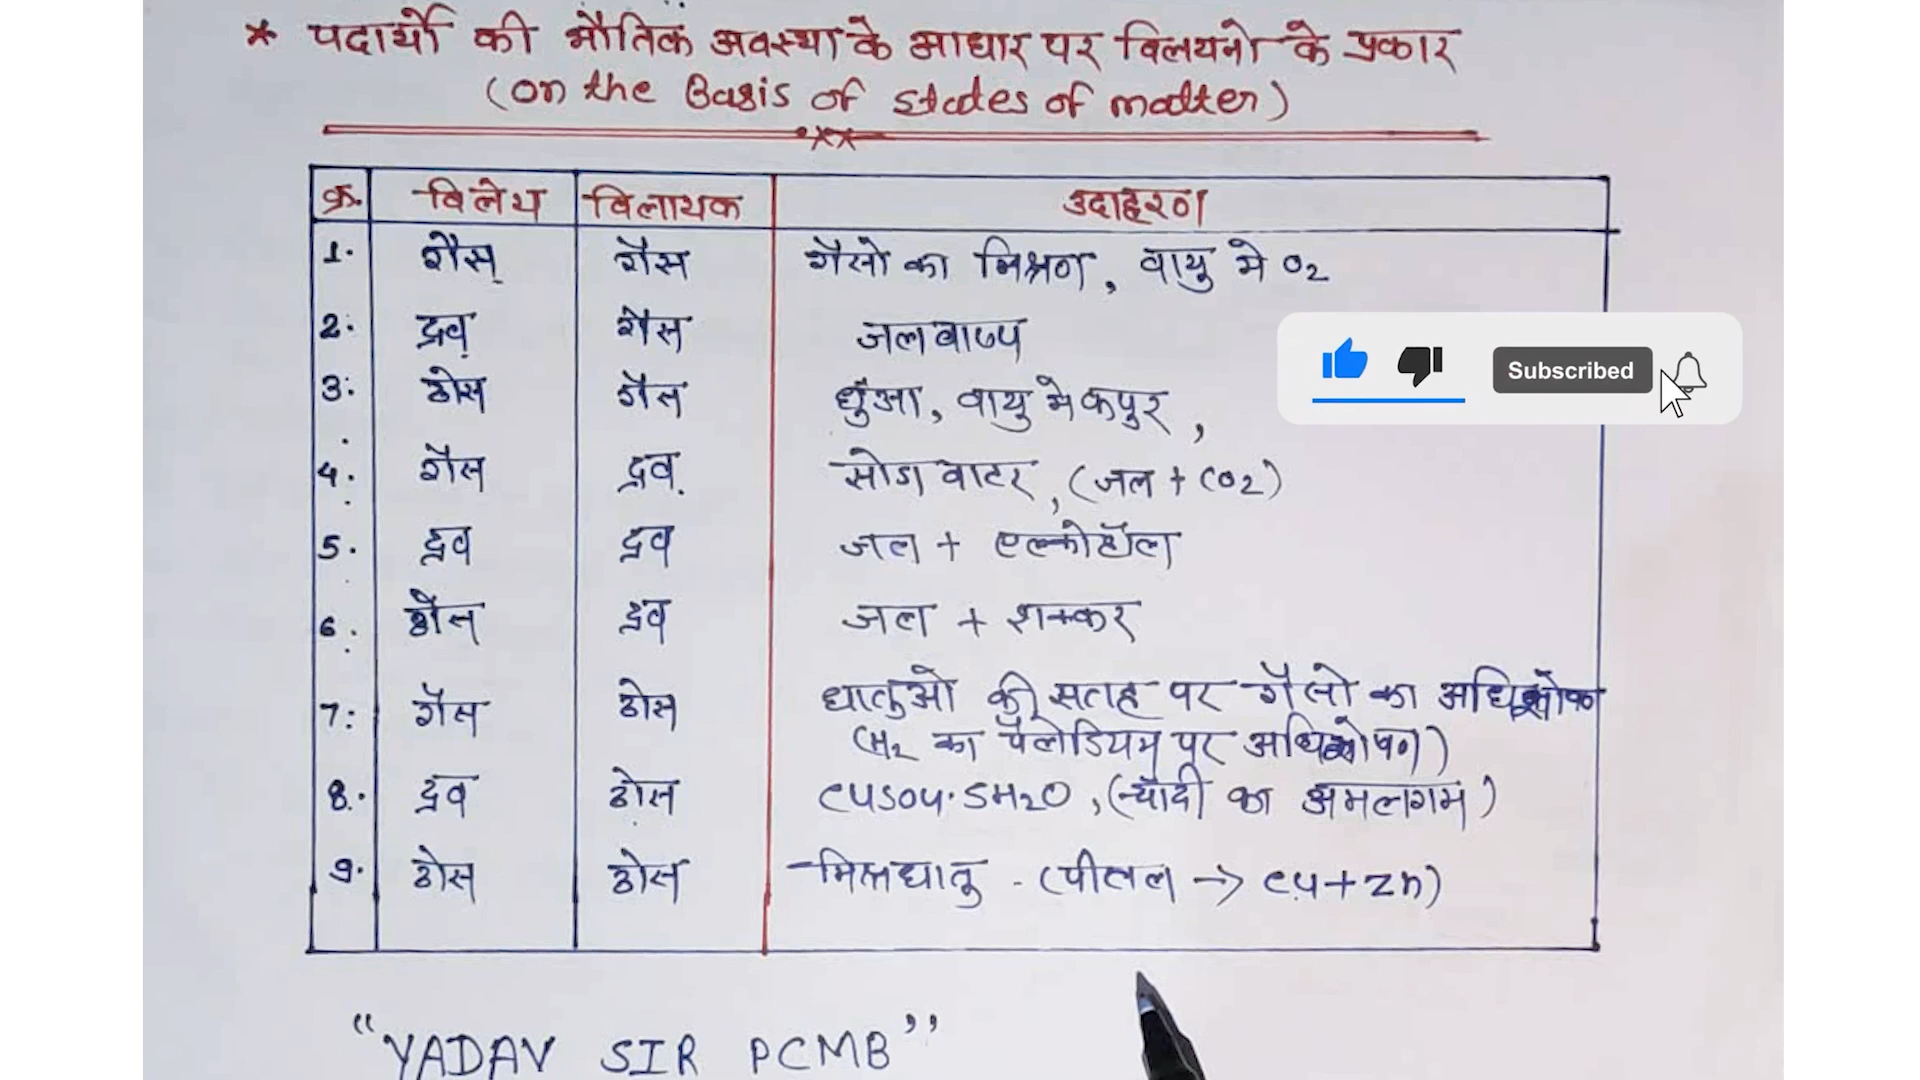 * पदार्थो की भौतिक अवस्था के आधार पर विलयनो के प्रकार
(on the Basis of states of matter)
क्र. विलेय विलायक उदाहरण
1. गैस गैस गैसो का मिश्रण, वायु मे O2
2. द्रव गैस जलवाष्प
3. ठोस गैस धुँआ, वायु मे कपुर,
4. गैस द्रव सोडा वाटर, (जल + CO2)
5. द्रव द्रव जल + एल्कोहॉल
6. ठोस द्रव जल + शक्कर
7. गैस ठोस धातुओ की सतह पर गैसो का अधिशोषण
(H2 का पैलेडियम पर अधिशोषण)
8. द्रव ठोस CuSO4.5H2O, (चाँदी का अमलगम)
9. ठोस ठोस मिश्रधातु - (पीतल → Cu+Zn)
"YADAV SIR PCMB"
Subscribed